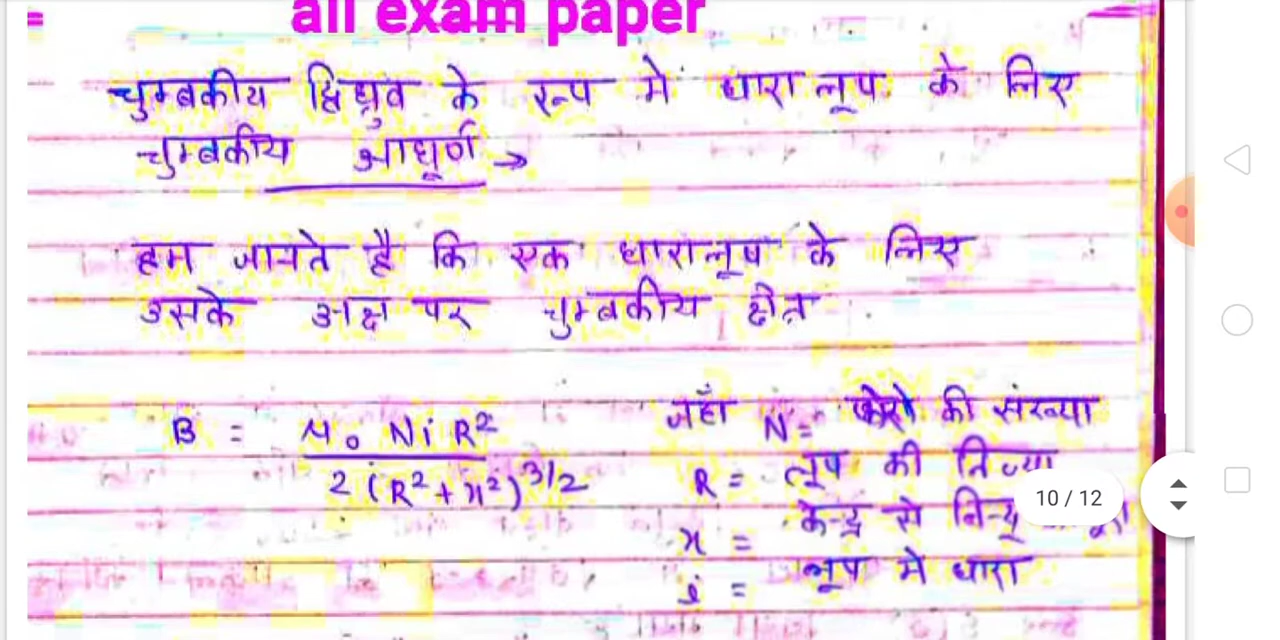 all exam paper
चुम्बकीय द्विध्रुव के रूप में धारा लूप के लिए
चुम्बकीय आघूर्ण →
हम जानते है कि एक धारालूप के लिए
उसके अक्ष पर चुम्बकीय क्षेत्र
B = μ₀ N i R² / 2 (R² + x²)^3/2
जहाँ N = फेरो की संख्या
R = लूप की त्रिज्या
x = केन्द्र से बिन्दू
i = लूप में धारा
10 / 12